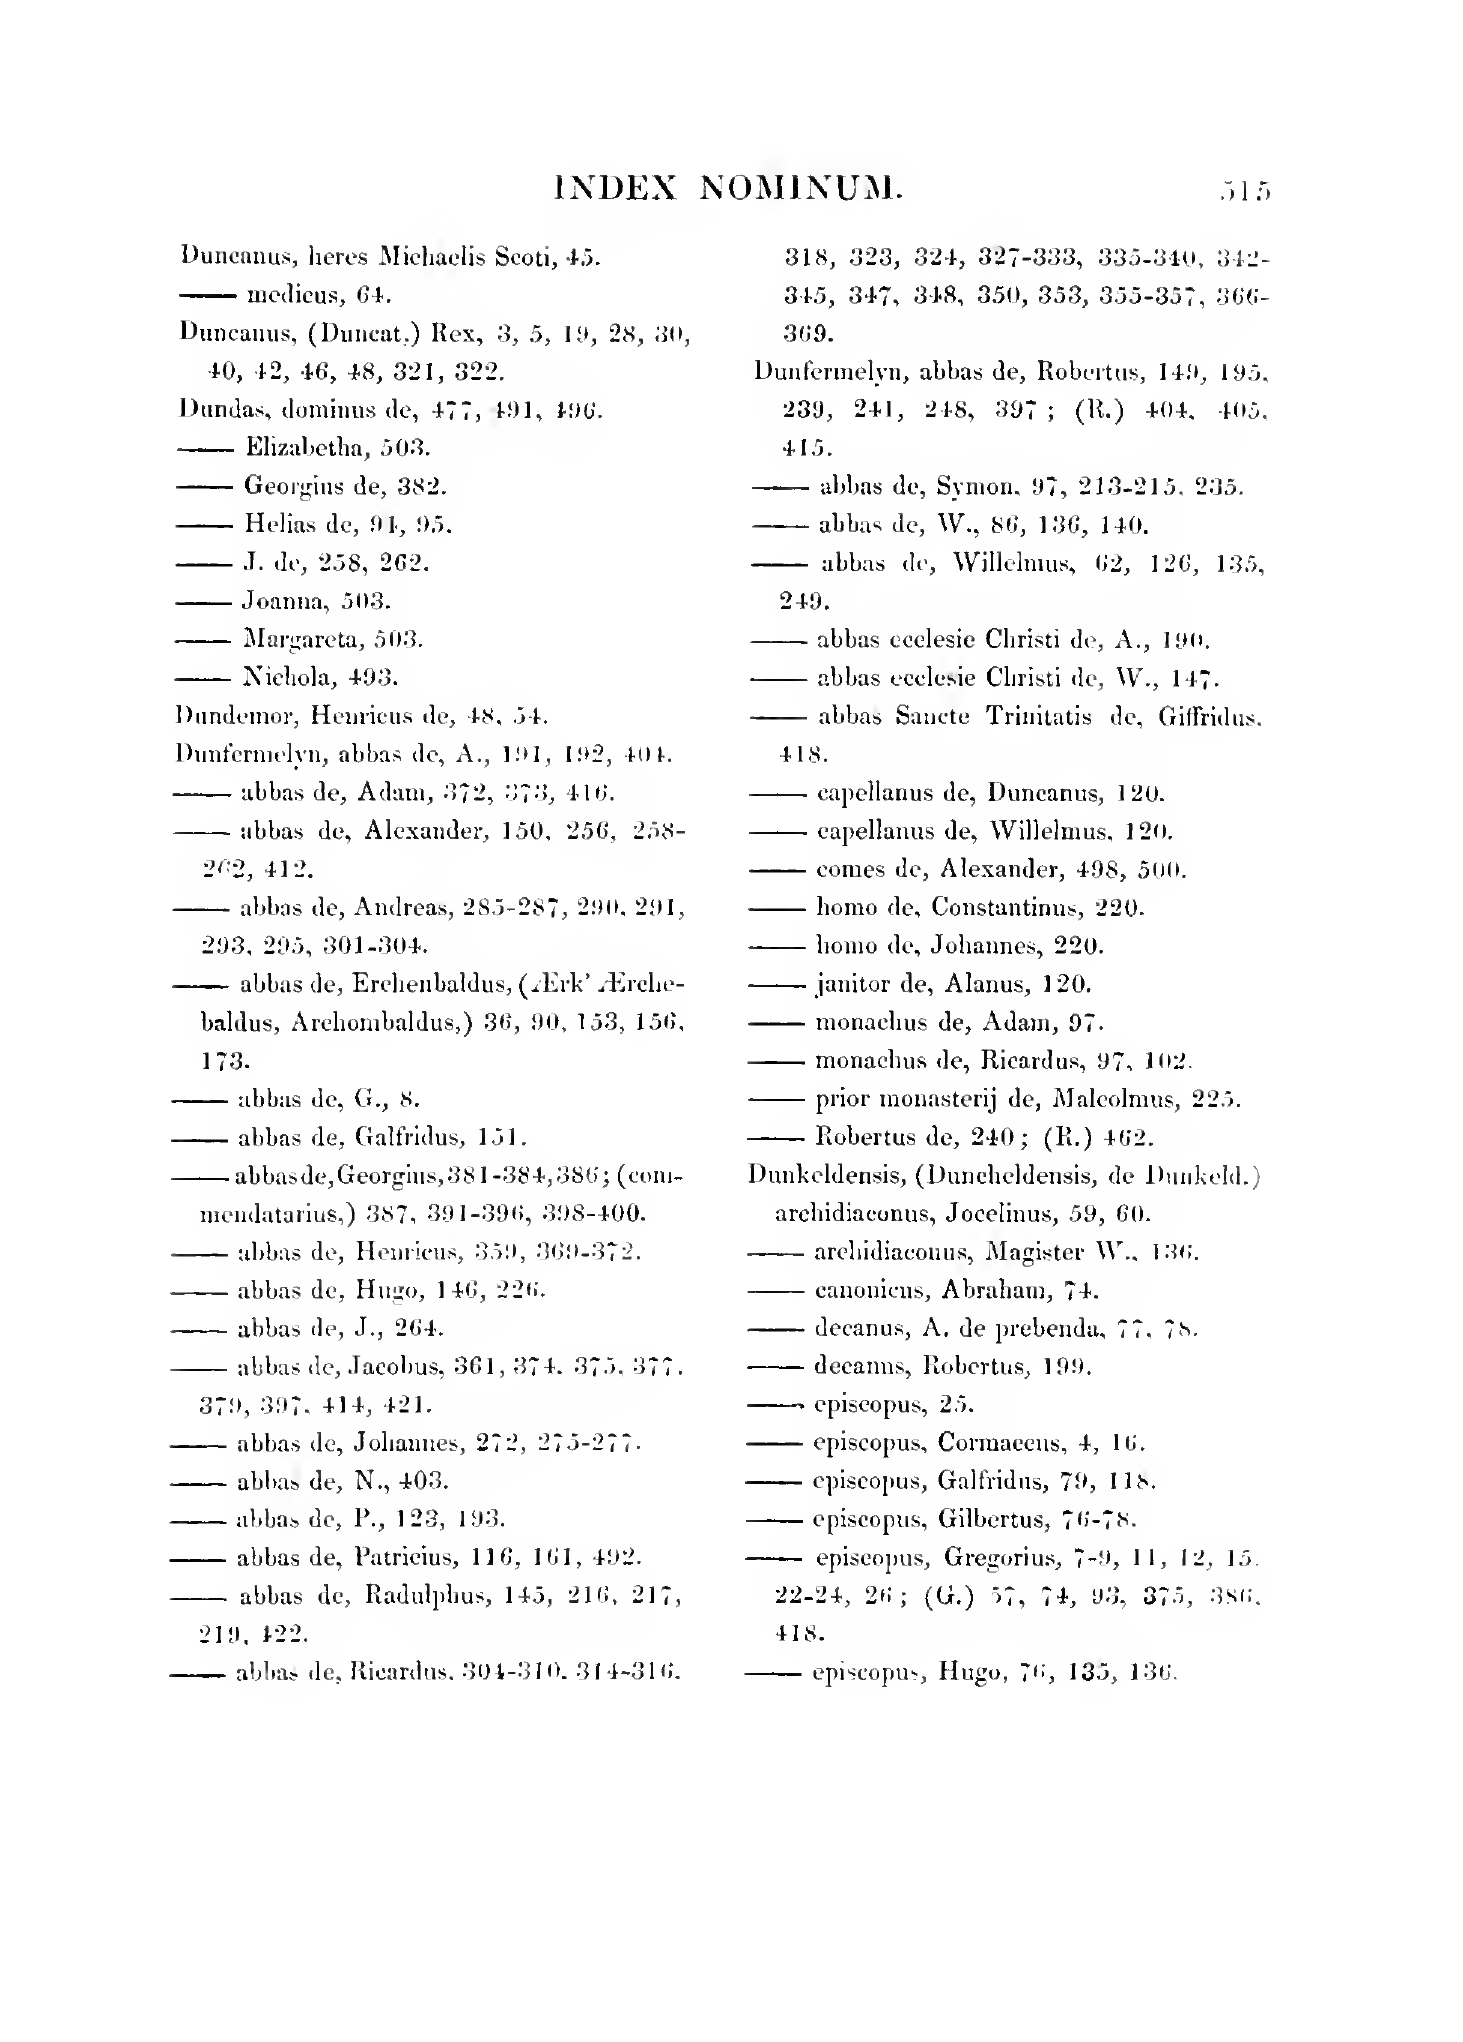 INDEX NOMINUM. 515
Duncanus, heres Michaelis Scoti, 45.
—— medicus, 64.
Duncanus, (Duncat.) Rex, 3, 5, 19, 28, 30,
40, 42, 46, 48, 321, 322.
Dundas, dominus de, 477, 491, 496.
—— Elizabetha, 503.
—— Georgius de, 382.
—— Helias de, 91, 95.
—— J. de, 258, 262.
—— Joanna, 503.
—— Margareta, 503.
—— Nichola, 493.
Dundemor, Henricus de, 48, 54.
Dunfermelyn, abbas de, A., 191, 192, 404.
—— abbas de, Adam, 372, 373, 416.
—— abbas de, Alexander, 150, 256, 258-
262, 412.
—— abbas de, Andreas, 285-287, 290, 291,
293, 295, 301-304.
—— abbas de, Erchenbaldus, (Ærk’ Ærche-
baldus, Archombaldus,) 36, 90, 153, 156,
173.
—— abbas de, G., 8.
—— abbas de, Galfridus, 151.
—— abbas de, Georgius, 381-384, 386; (com-
mendatarius,) 387, 391-396, 398-400.
—— abbas de, Henricus, 359, 369-372.
—— abbas de, Hugo, 146, 226.
—— abbas de, J., 264.
—— abbas de, Jacobus, 361, 374, 375, 377,
379, 397, 414, 421.
—— abbas de, Johannes, 272, 275-277.
—— abbas de, N., 403.
—— abbas de, P., 123, 193.
—— abbas de, Patricius, 116, 161, 492.
—— abbas de, Radulphus, 145, 216, 217,
219, 422.
—— abbas de, Ricardus, 304-310, 314-316,
318, 323, 324, 327-333, 335-340, 342-
345, 347, 348, 350, 353, 355-357, 366-
369.
Dunfermelyn, abbas de, Robertus, 149, 195,
239, 241, 248, 397; (R.) 404, 405,
415.
—— abbas de, Symon, 97, 213-215, 235.
—— abbas de, W., 86, 136, 140.
—— abbas de, Willelmus, 62, 126, 135,
249.
—— abbas ecclesie Christi de, A., 190.
—— abbas ecclesie Christi de, W., 147.
—— abbas Sancte Trinitatis de, Giffridus,
418.
—— capellanus de, Duncanus, 120.
—— capellanus de, Willelmus, 120.
—— comes de, Alexander, 498, 500.
—— homo de, Constantinus, 220.
—— homo de, Johannes, 220.
—— janitor de, Alanus, 120.
—— monachus de, Adam, 97.
—— monachus de, Ricardus, 97, 102.
—— prior monasterij de, Malcolmus, 225.
—— Robertus de, 240; (R.) 462.
Dunkeldensis, (Duncheldensis, de Dunkeld.)
archidiaconus, Jocelinus, 59, 60.
—— archidiaconus, Magister W., 136.
—— canonicus, Abraham, 74.
—— decanus, A. de prebenda, 77, 78.
—— decanus, Robertus, 199.
—— episcopus, 25.
—— episcopus, Cormaccus, 4, 16.
—— episcopus, Galfridus, 79, 118.
—— episcopus, Gilbertus, 76-78.
—— episcopus, Gregorius, 7-9, 11, 12, 15,
22-24, 26; (G.) 57, 74, 93, 375, 386,
418.
—— episcopus, Hugo, 76, 135, 136.